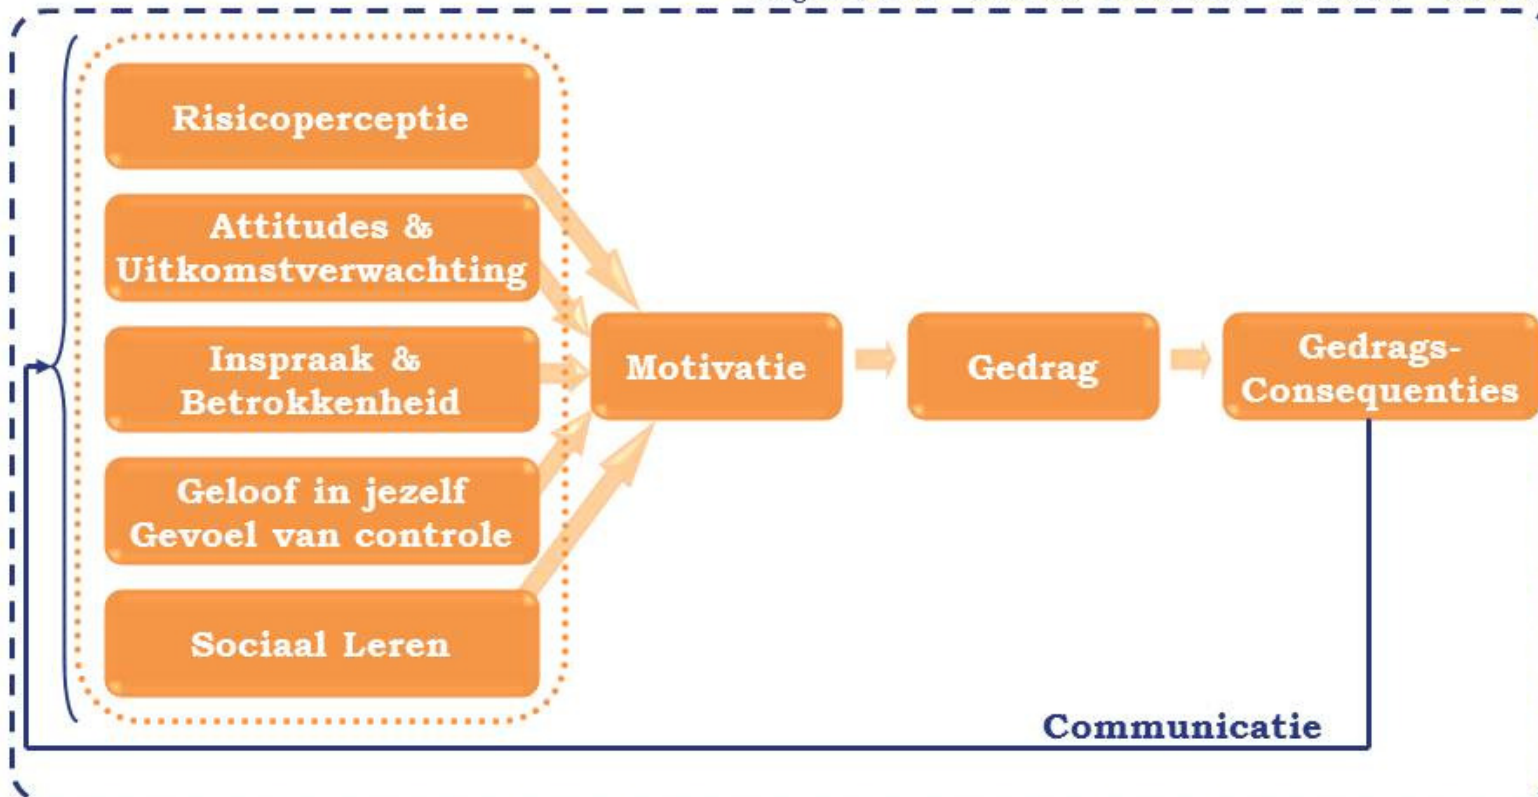 Risicoperceptie
Attitudes &
Uitkomstverwachting
Inspraak &
Betrokkenheid
Geloof in jezelf
Gevoel van controle
Sociaal Leren
Motivatie
Gedrag
Gedrags-
Consequenties
Communicatie